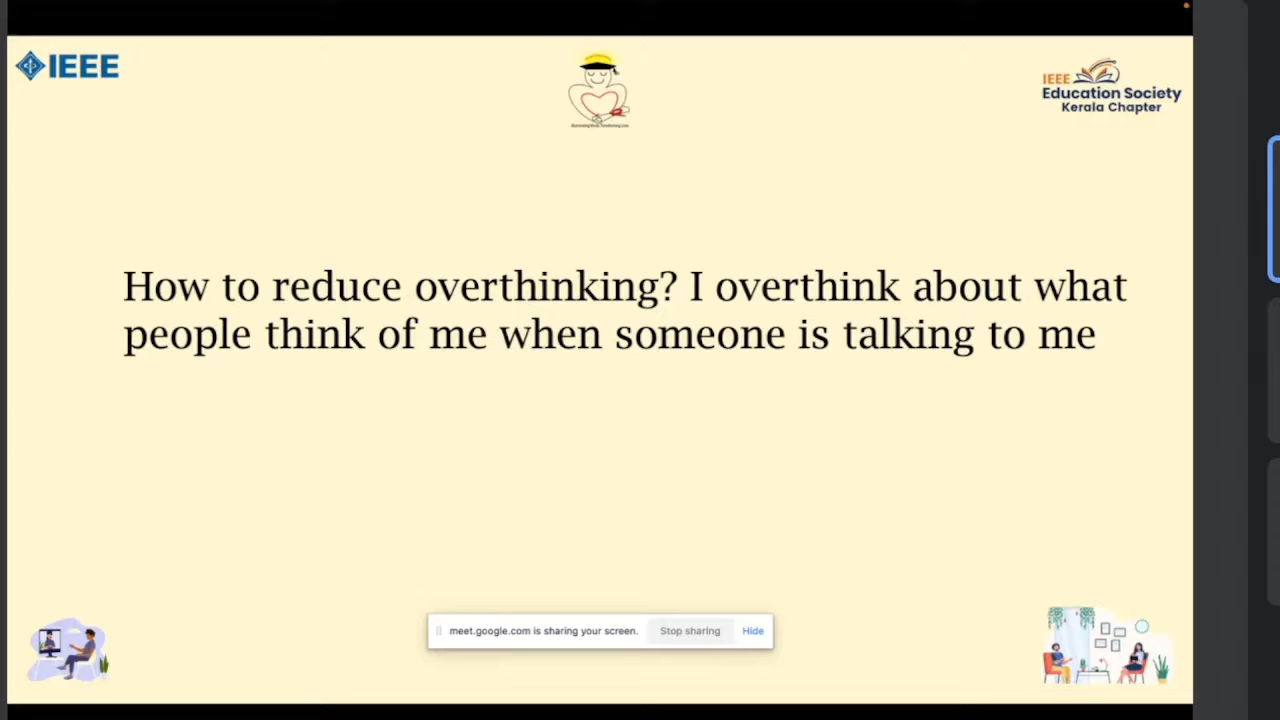 IEEE
IEEE
Education Society
Kerala Chapter
How to reduce overthinking? I overthink about what
people think of me when someone is talking to me
meet.google.com is sharing your screen. Stop sharing Hide